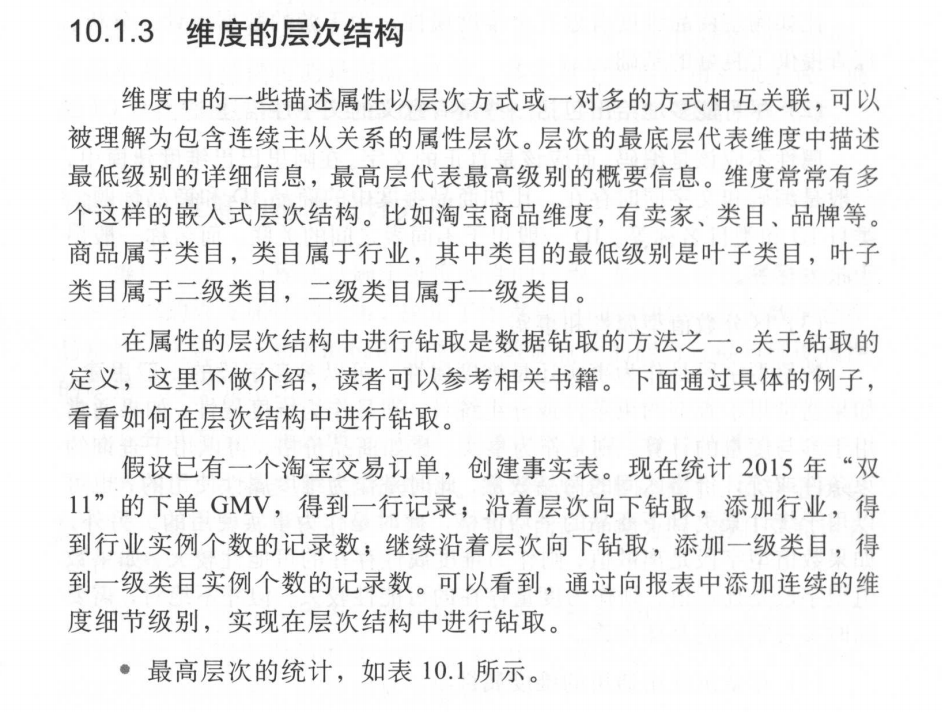 10.1.3 维度的层次结构
维度中的一些描述属性以层次方式或一对多的方式相互关联，可以
被理解为包含连续主从关系的属性层次。层次的最底层代表维度中描述
最低级别的详细信息，最高层代表最高级别的概要信息。维度常常有多
个这样的嵌入式层次结构。比如淘宝商品维度，有卖家、类目、品牌等。
商品属于类目，类目属于行业，其中类目的最低级别是叶子类目，叶子
类目属于二级类目，二级类目属于一级类目。
在属性的层次结构中进行钻取是数据钻取的方法之一。关于钻取的
定义，这里不做介绍，读者可以参考相关书籍。下面通过具体的例子，
看看如何在层次结构中进行钻取。
假设已有一个淘宝交易订单，创建事实表。现在统计 2015 年“双
11”的下单 GMV，得到一行记录；沿着层次向下钻取，添加行业，得
到行业实例个数的记录数；继续沿着层次向下钻取，添加一级类目，得
到一级类目实例个数的记录数。可以看到，通过向报表中添加连续的维
度细节级别，实现在层次结构中进行钻取。
● 最高层次的统计，如表 10.1 所示。